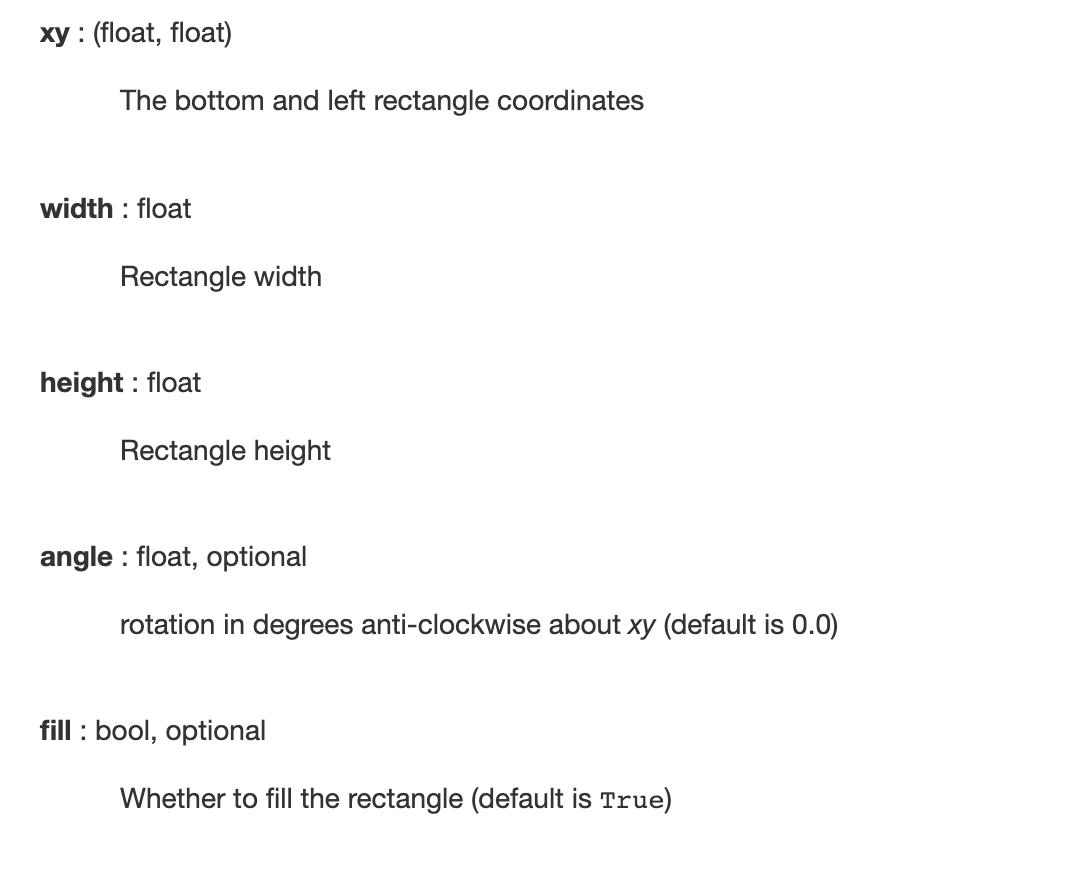 xy : (float, float)
The bottom and left rectangle coordinates
width : float
Rectangle width
height : float
Rectangle height
angle : float, optional
rotation in degrees anti-clockwise about xy (default is 0.0)
fill : bool, optional
Whether to fill the rectangle (default is True)